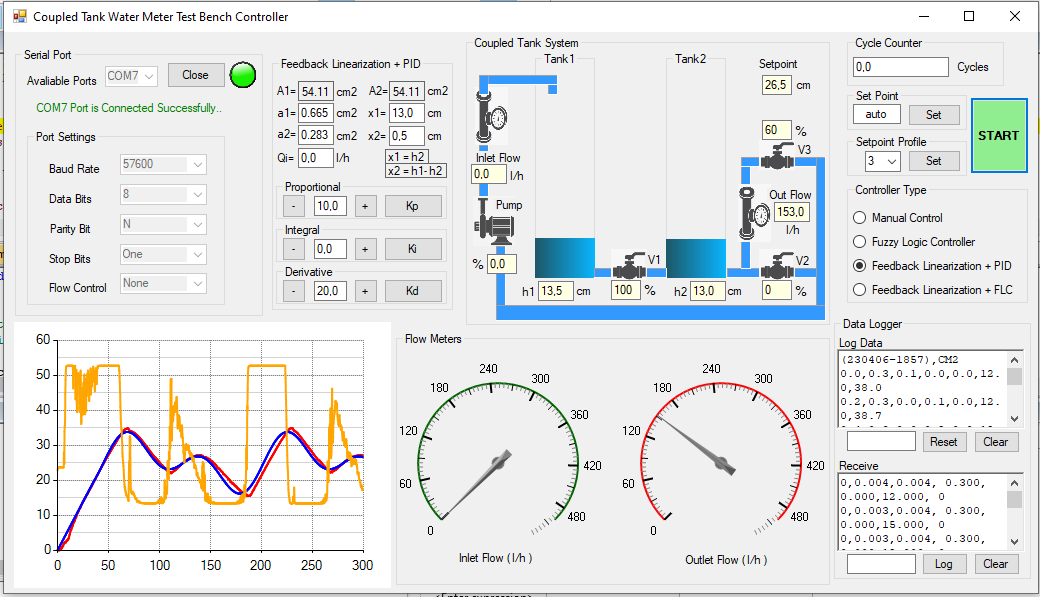 Coupled Tank Water Meter Test Bench Controller
Serial Port
Avaliable Ports COM7 Close
COM7 Port is Connected Successfully..
Port Settings
Baud Rate 57600
Data Bits 8
Parity Bit N
Stop Bits One
Flow Control None
Feedback Linearization + PID
A1= 54.11 cm2 A2= 54.11 cm2
a1= 0.665 cm2 x1= 13,0 cm
a2= 0.283 cm2 x2= 0,5 cm
Qi= 0,0 l/h x1 = h2
x2 = h1-h2
Proportional
- 10,0 + Kp
Integral
- 0,0 + Ki
Derivative
- 20,0 + Kd
Coupled Tank System
Tank1
Tank2
Setpoint
26,5 cm
60 %
V3
Inlet Flow
0,0 l/h
Pump
% 0,0
Out Flow
153,0
l/h
V1
V2
h1 13,5 cm
100 %
h2 13,0 cm
0 %
Cycle Counter
0,0 Cycles
Set Point
auto Set
Setpoint Profile
3 Set
START
Controller Type
Manual Control
Fuzzy Logic Controller
Feedback Linearization + PID
Feedback Linearization + FLC
60
50
40
30
20
10
0
0 50 100 150 200 250 300
Flow Meters
0 60 120 180 240 300 360 420 480
Inlet Flow ( l/h )
0 60 120 180 240 300 360 420 480
Outlet Flow ( l/h )
Data Logger
Log Data
(230406-1857),CM2
0.0,0.3,0.1,0.0,0.0,12.
0,38.0
0.2,0.3,0.0,0.1,0.0,12.
0,38.7
Reset Clear
Receive
0,0.004,0.004, 0.300,
0.000,12.000, 0
0,0.003,0.004, 0.300,
0.000,15.000, 0
0,0.003,0.004, 0.300,
Log Clear